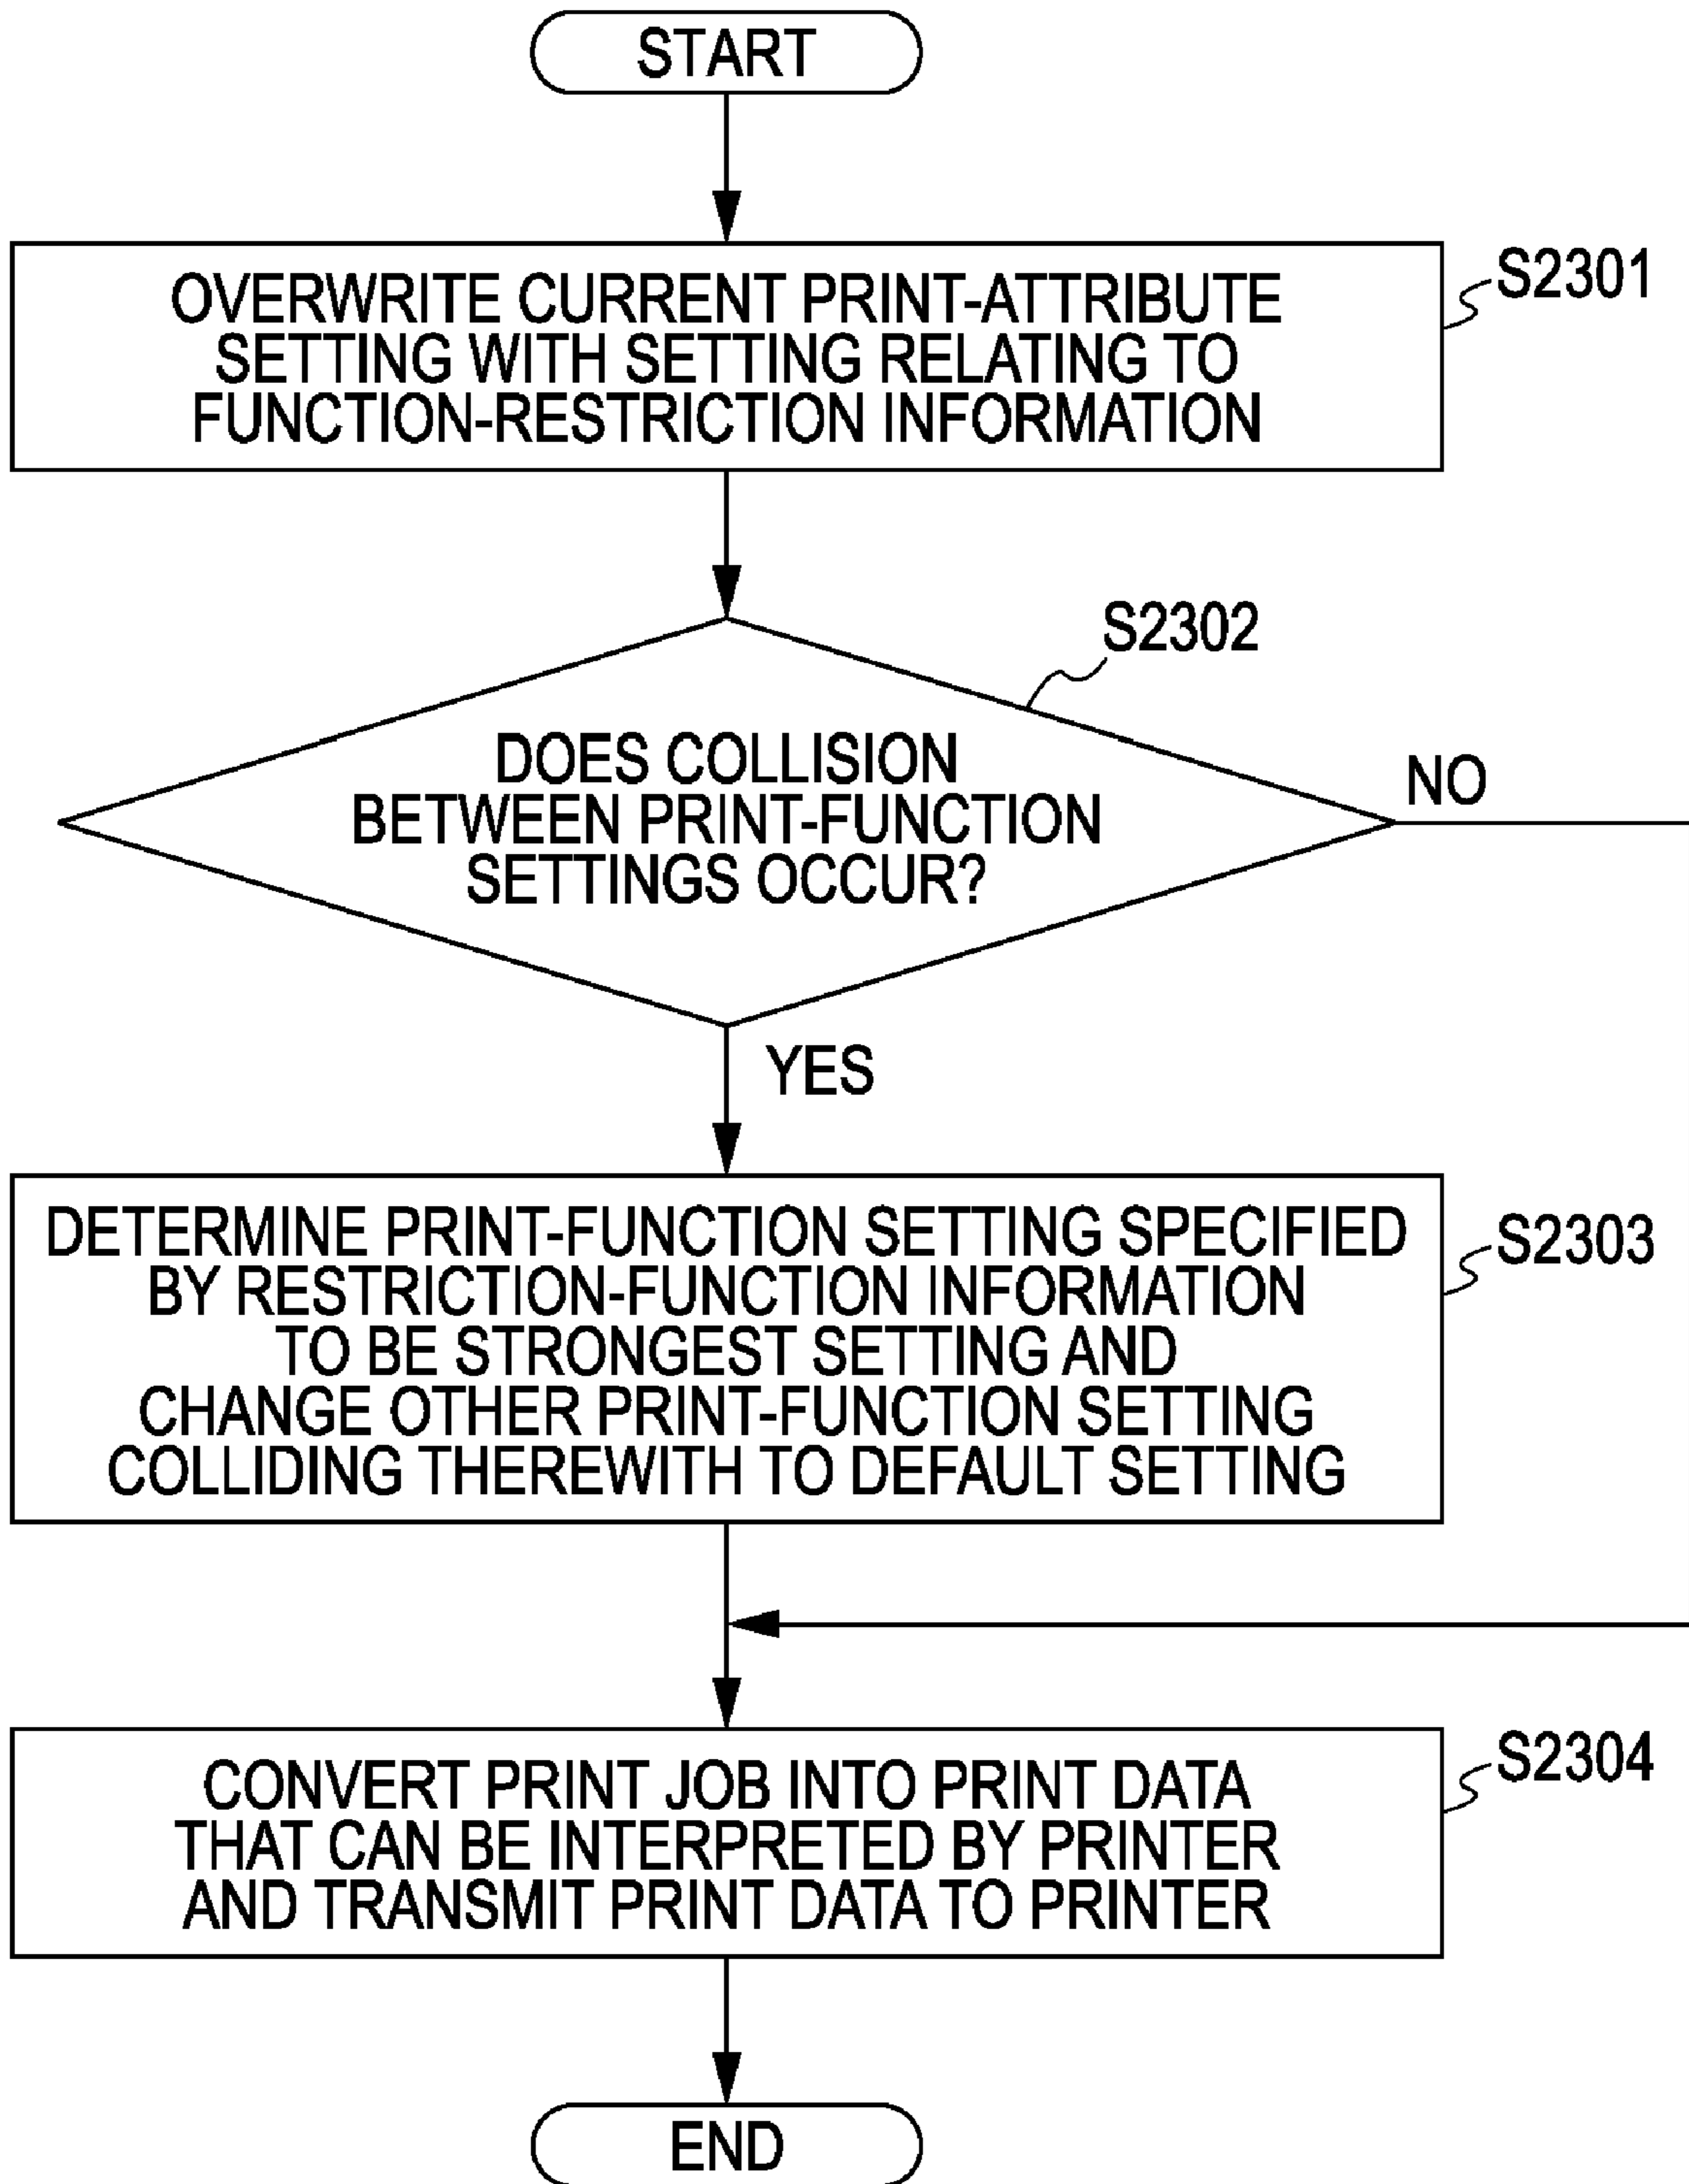 START
S2301
OVERWRITE CURRENT PRINT-ATTRIBUTE
SETTING WITH SETTING RELATING TO
FUNCTION-RESTRICTION INFORMATION
S2302
DOES COLLISION
BETWEEN PRINT-FUNCTION
SETTINGS OCCUR?
NO
YES
S2303
DETERMINE PRINT-FUNCTION SETTING SPECIFIED
BY RESTRICTION-FUNCTION INFORMATION
TO BE STRONGEST SETTING AND
CHANGE OTHER PRINT-FUNCTION SETTING
COLLIDING THEREWITH TO DEFAULT SETTING
S2304
CONVERT PRINT JOB INTO PRINT DATA
THAT CAN BE INTERPRETED BY PRINTER
AND TRANSMIT PRINT DATA TO PRINTER
END